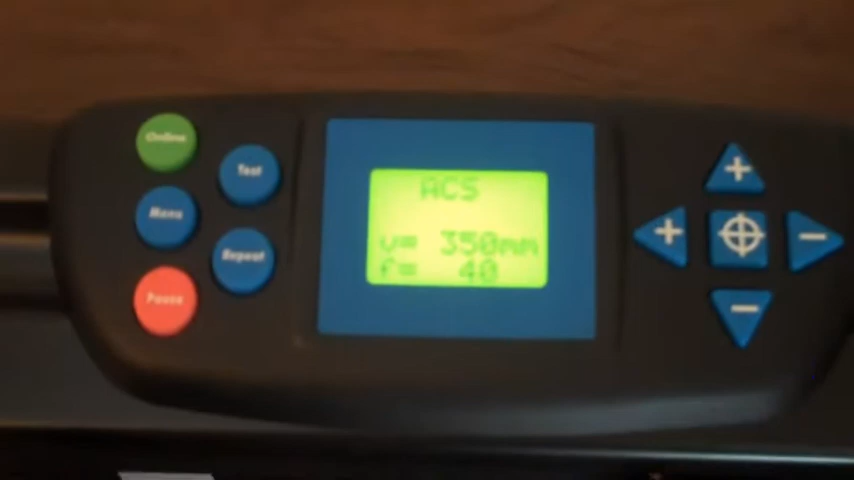 Online
Test
Menu
Repeat
Pause
ACS
v= 350mm
f= 40
+
+
−
−